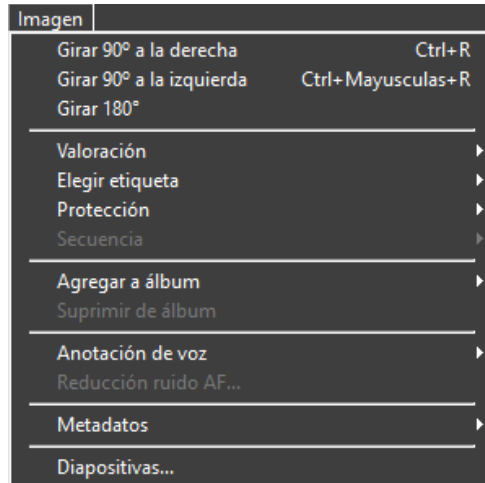 Imagen
Girar 90º a la derecha Ctrl+R
Girar 90º a la izquierda Ctrl+Mayusculas+R
Girar 180°
Valoración
Elegir etiqueta
Protección
Secuencia
Agregar a álbum
Suprimir de álbum
Anotación de voz
Reducción ruido AF...
Metadatos
Diapositivas...